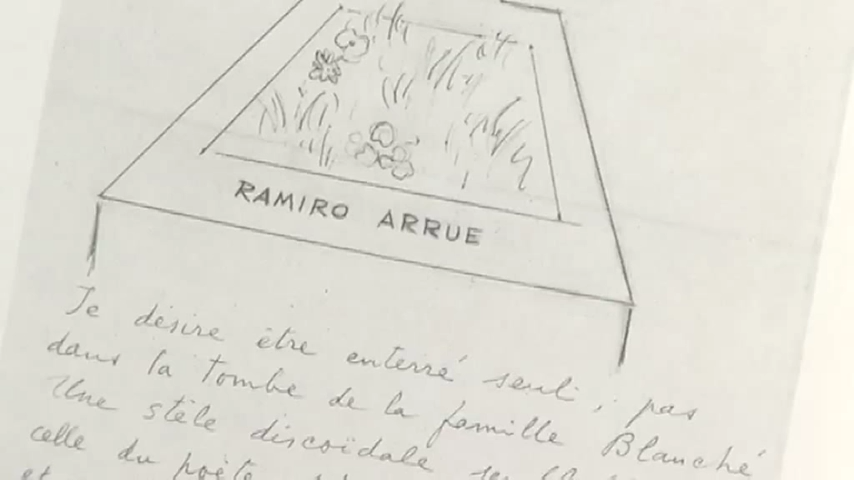 RAMIRO ARRUE
Je désire être enterré seul; pas
dans la tombe de la famille Blanché
Une stèle discoïdale
celle du poète
et